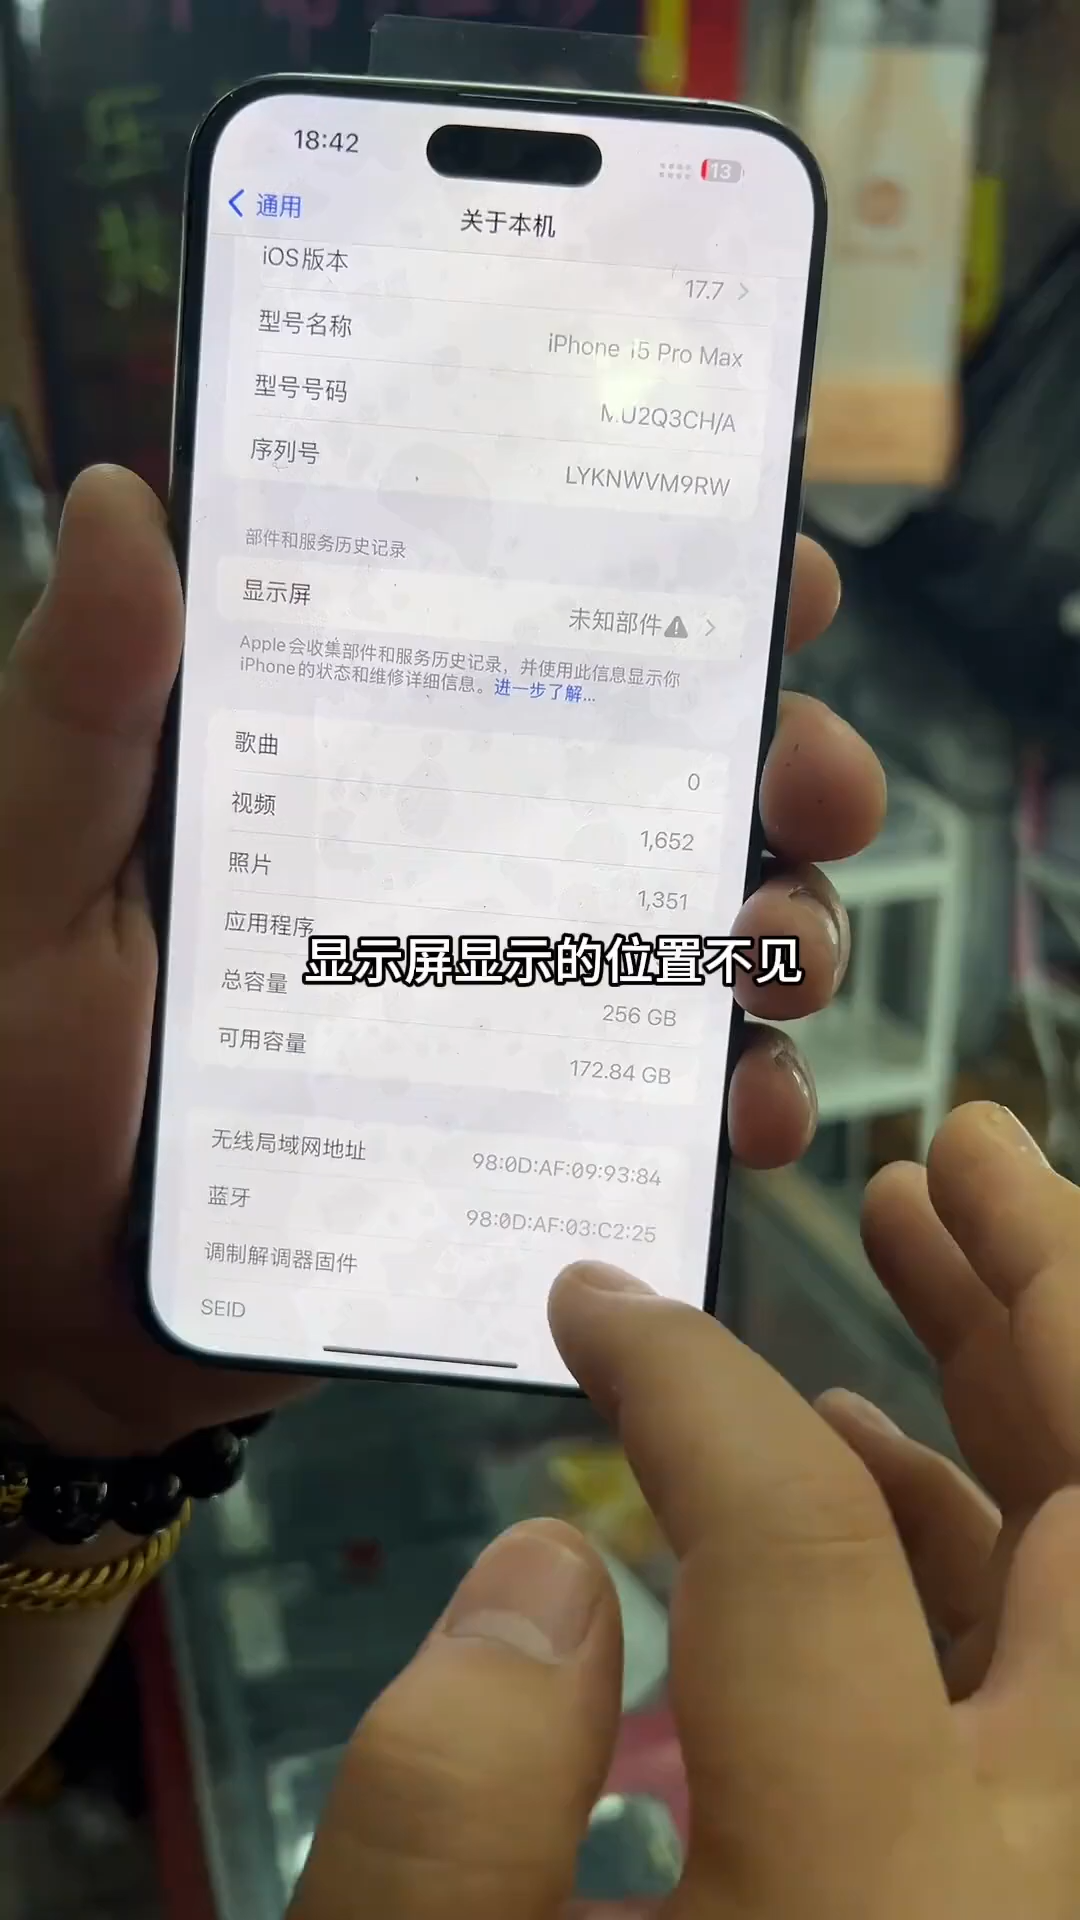 18:42
13
通用
关于本机
iOS版本
17.7
型号名称
iPhone 15 Pro Max
型号号码
MU2Q3CH/A
序列号
LYKNWVM9RW
部件和服务历史记录
显示屏
未知部件
Apple会收集部件和服务历史记录，并使用此信息显示你
iPhone的状态和维修详细信息。进一步了解...
歌曲
0
视频
1,652
照片
1,351
应用程序
显示屏显示的位置不见
总容量
256 GB
可用容量
172.84 GB
无线局域网地址
98:0D:AF:09:93:84
蓝牙
98:0D:AF:03:C2:25
调制解调器固件
SEID